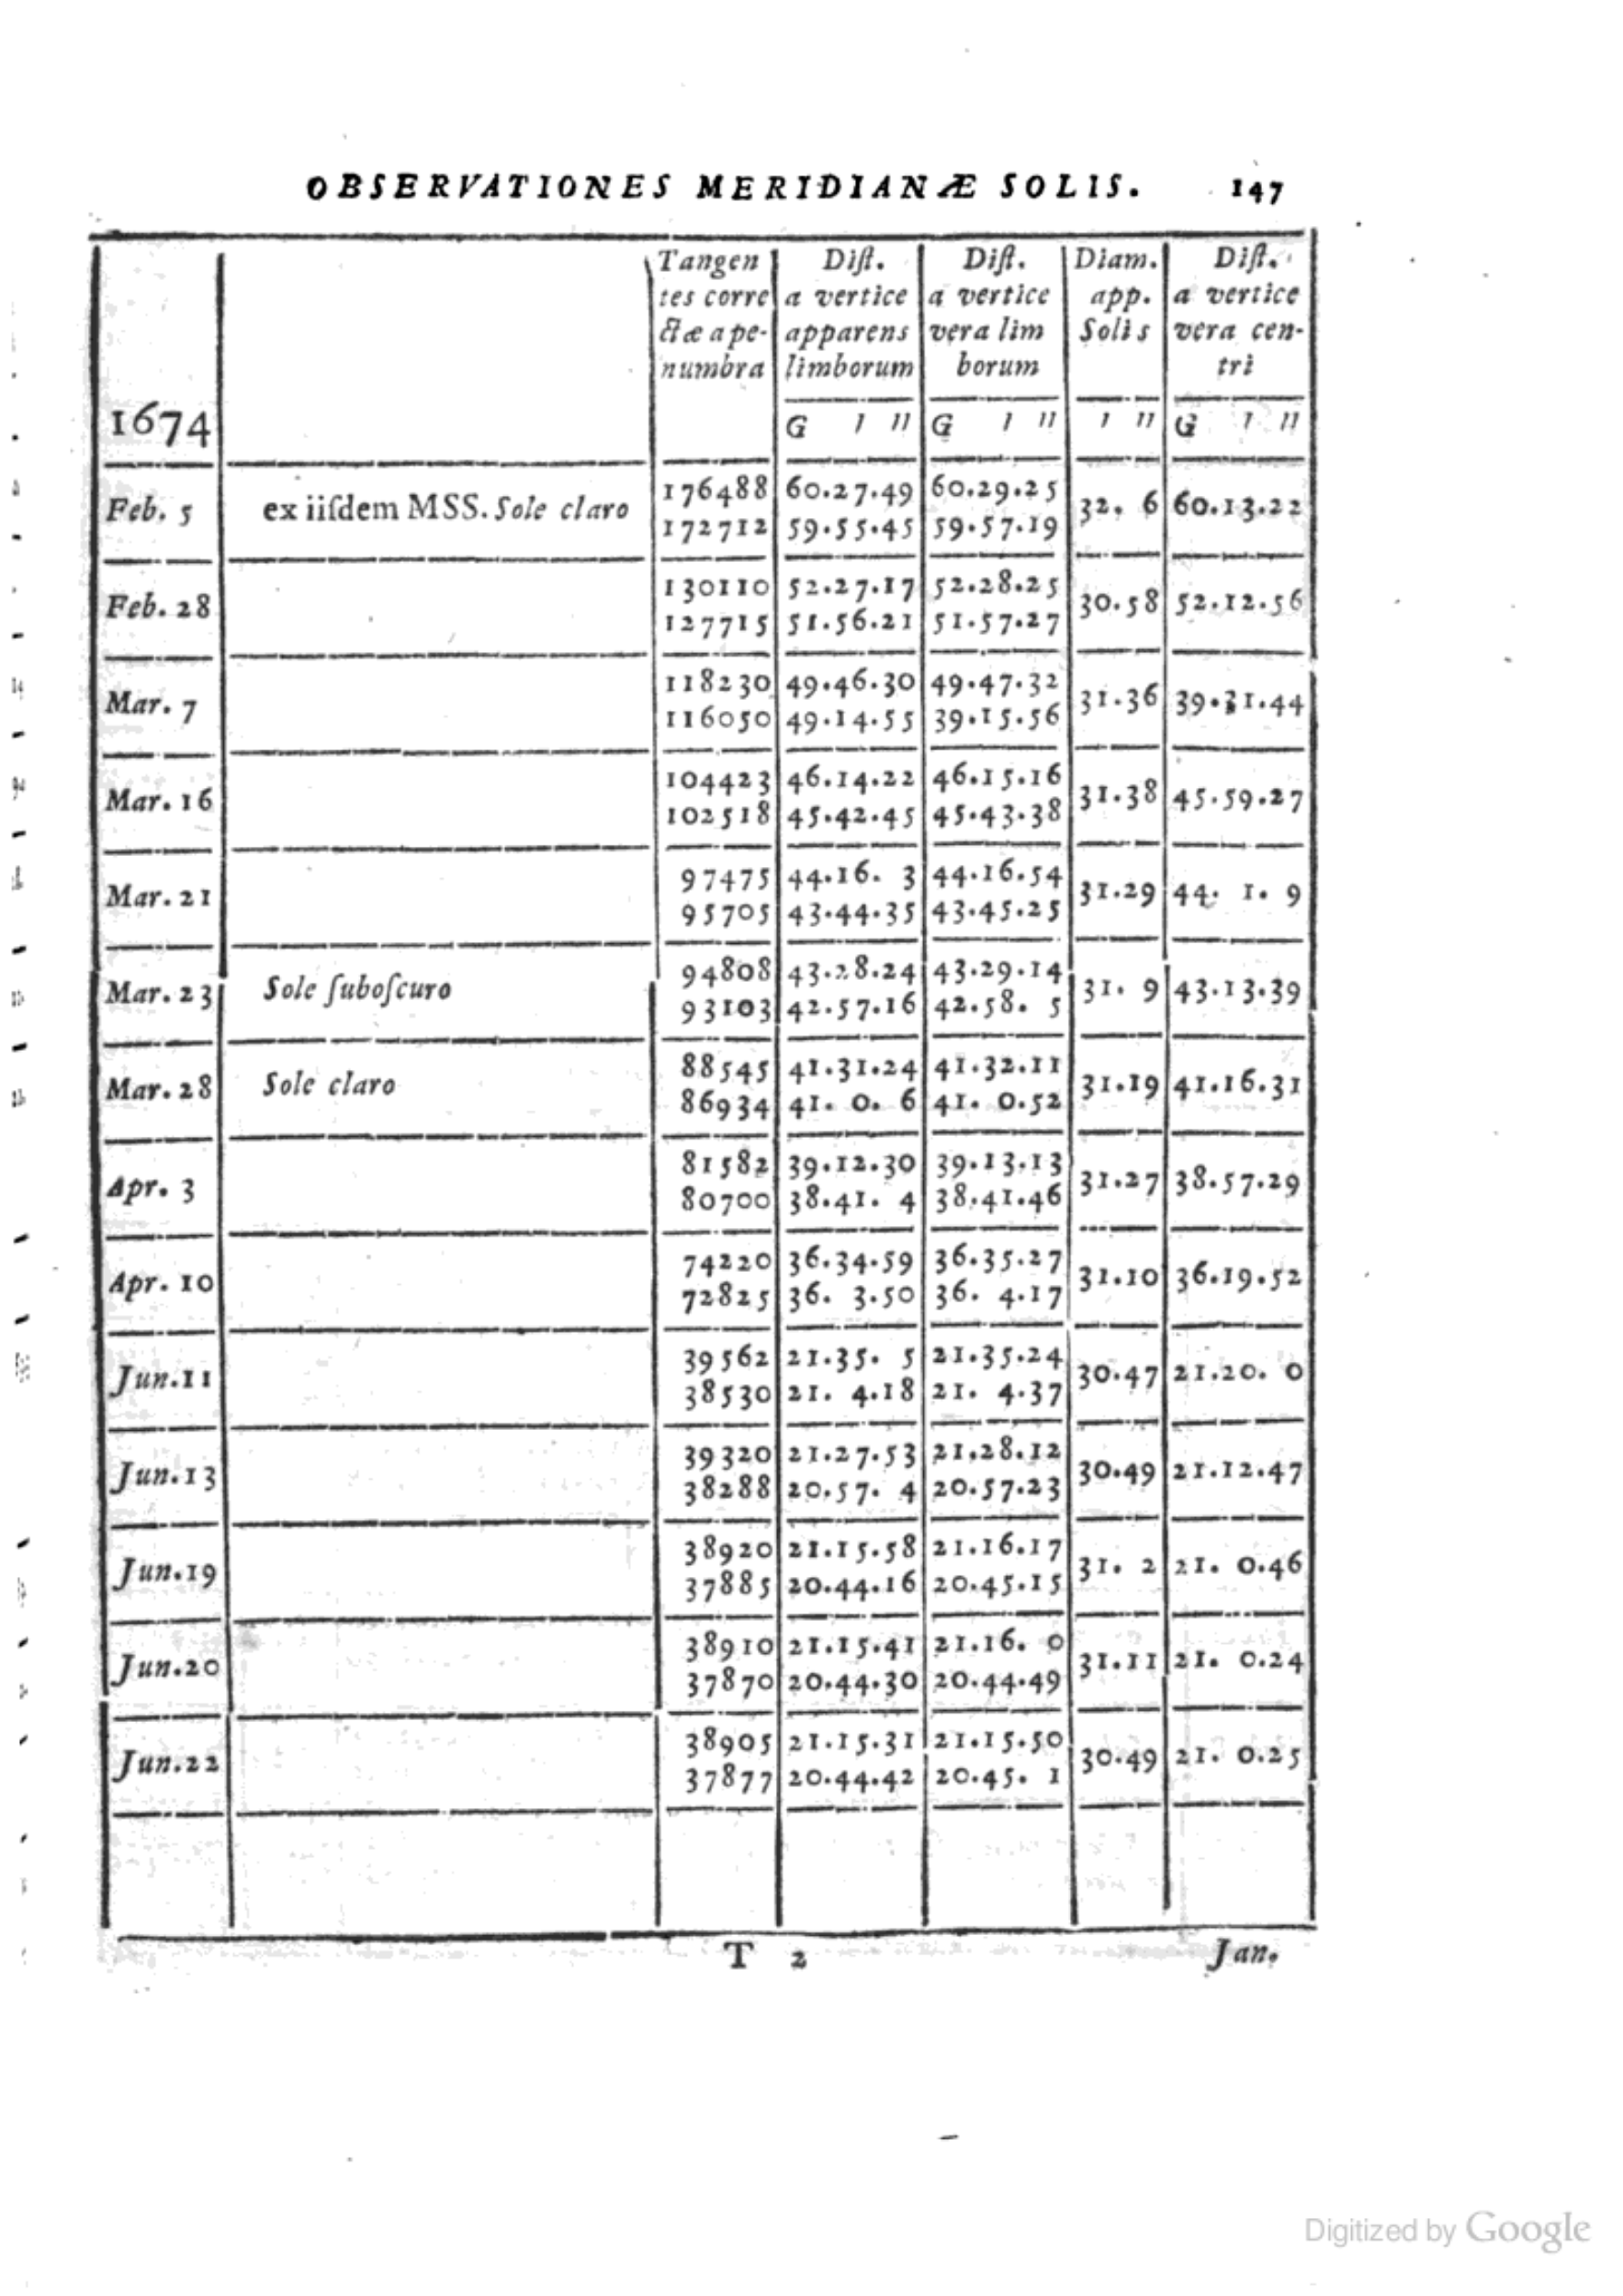 OBSERVATIONES MERIDIANÆ SOLIS. 147
1674
Tangen
tes corre
ctæ a pe-
numbra
Diſt.
a vertice
apparens
limborum
G ı ıı
Diſt.
a vertice
vera lim
borum
G ı ıı
Diam.
app.
Solis
ı ıı
Diſt.
a vertice
vera cen-
tri
G ı ıı
Feb. 5 ex iiſdem MSS. Sole claro 176488 60.27.49 60.29.25 32. 6 60.13.22
172712 59.55.45 59.57.19
Feb. 28 130110 52.27.17 52.28.25 30.58 52.12.56
127715 51.56.21 51.57.27
Mar. 7 118230 49.46.30 49.47.32 31.36 39.31.44
116050 49.14.55 39.15.56
Mar. 16 104423 46.14.22 46.15.16 31.38 45.59.27
102518 45.42.45 45.43.38
Mar. 21 97475 44.16. 3 44.16.54 31.29 44. 1. 9
95705 43.44.35 43.45.25
Mar. 23 Sole ſuboſcuro 94808 43.28.24 43.29.14 31. 9 43.13.39
93103 42.57.16 42.58. 5
Mar. 28 Sole claro 88545 41.31.24 41.32.11 31.19 41.16.31
86934 41. 0. 6 41. 0.52
Apr. 3 81582 39.12.30 39.13.13 31.27 38.57.29
80700 38.41. 4 38.41.46
Apr. 10 74220 36.34.59 36.35.27 31.10 36.19.52
72825 36. 3.50 36. 4.17
Jun.11 39562 21.35. 5 21.35.24 30.47 21.20. 0
38530 21. 4.18 21. 4.37
Jun.13 39320 21.27.53 21.28.12 30.49 21.12.47
38288 20.57. 4 20.57.23
Jun.19 38920 21.15.58 21.16.17 31. 2 21. 0.46
37885 20.44.16 20.45.15
Jun.20 38910 21.15.41 21.16. 0 31.11 21. 0.24
37870 20.44.30 20.44.49
Jun.22 38905 21.15.31 21.15.50 30.49 21. 0.25
37877 20.44.42 20.45. 1
T 2 Jan.
Digitized by Google